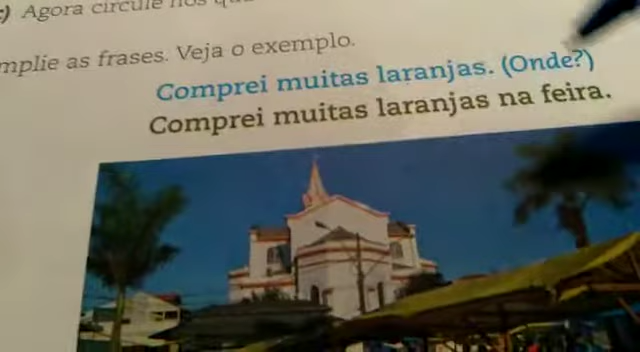 c) Agora circule nos
mplie as frases. Veja o exemplo.
Comprei muitas laranjas. (Onde?)
Comprei muitas laranjas na feira.